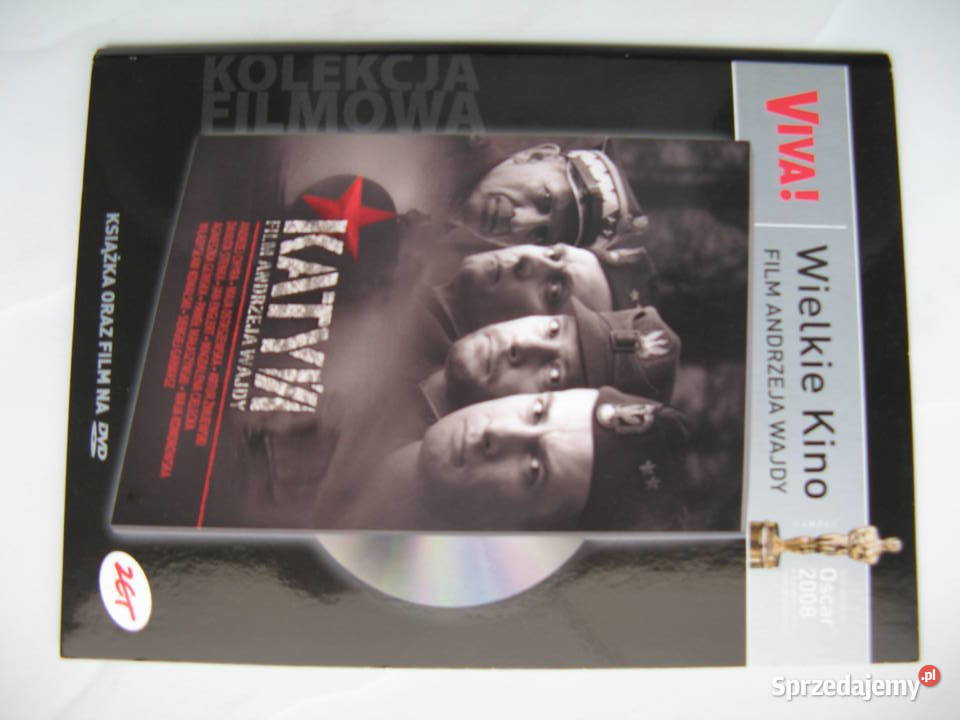 VIVA!
Wielkie Kino
FILM ANDRZEJA WAJDY
Oscar
2008
KOLEKCJA
FILMOWA
KATYŃ
FILM ANDRZEJA WAJDY
KSIĄŻKA ORAZ FILM NA DVD
ZGT
Sprzedajemy.pl